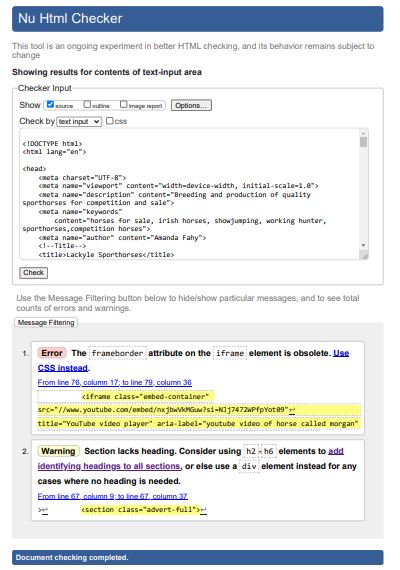 Nu Html Checker
This tool is an ongoing experiment in better HTML checking, and its behavior remains subject to
change
Showing results for contents of text-input area
Checker Input
Show source outline image report Options...
Check by text input css
<!DOCTYPE html>
<html lang="en">
<head>
<meta charset="UTF-8">
<meta name="viewport" content="width=device-width, initial-scale=1.0">
<meta name="description" content="Breeding and production of quality
sporthorses for competition and sale">
<meta name="keywords"
content="horses for sale, irish horses, showjumping, working hunter,
sporthorses,competition horses">
<meta name="author" content="Amanda Fahy">
<!--Title-->
<title>Lackyle Sporthorses</title>
Check
Use the Message Filtering button below to hide/show particular messages, and to see total
counts of errors and warnings.
Message Filtering
1. Error The frameborder attribute on the iframe element is obsolete. Use
CSS instead.
From line 76, column 17; to line 79, column 36
<iframe class="embed-container"
src="//www.youtube.com/embed/nxjbwVkMGuw?si=NJj7472WPfpYot09"↩
title="YouTube video player" aria-label="youtube video of horse called morgan"
2. Warning Section lacks heading. Consider using h2-h6 elements to add
identifying headings to all sections, or else use a div element instead for any
cases where no heading is needed.
From line 67, column 9; to line 67, column 37
>↩ <section class="advert-full">↩
Document checking completed.